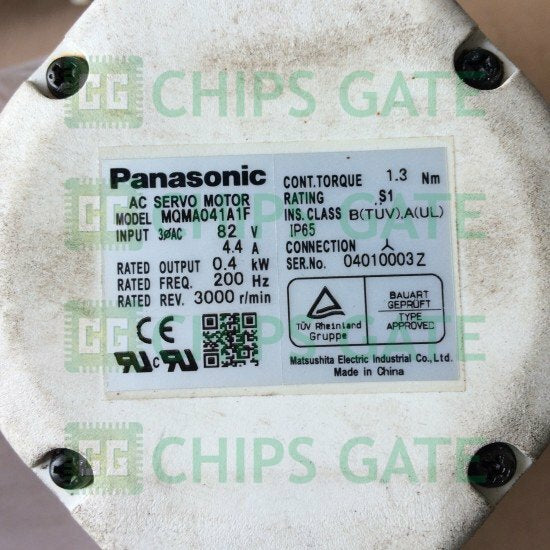 CHIPS GATE
Panasonic
AC SERVO MOTOR
MODEL MQMA041A1F
INPUT 3øAC 82 V
4.4 A
RATED OUTPUT 0.4 kW
RATED FREQ. 200 Hz
RATED REV. 3000 r/min
CONT.TORQUE 1.3 Nm
RATING S1
INS.CLASS B(TUV),A(UL)
IP65
CONNECTION
SER.No. 04010003Z
CE
TÜV Rheinland
Gruppe
BAUART
GEPRÜFT
TYPE
APPROVED
Matsushita Electric Industrial Co.,Ltd.
Made in China
CHIPS GATE
CHIPS GATE
CHIPS GATE